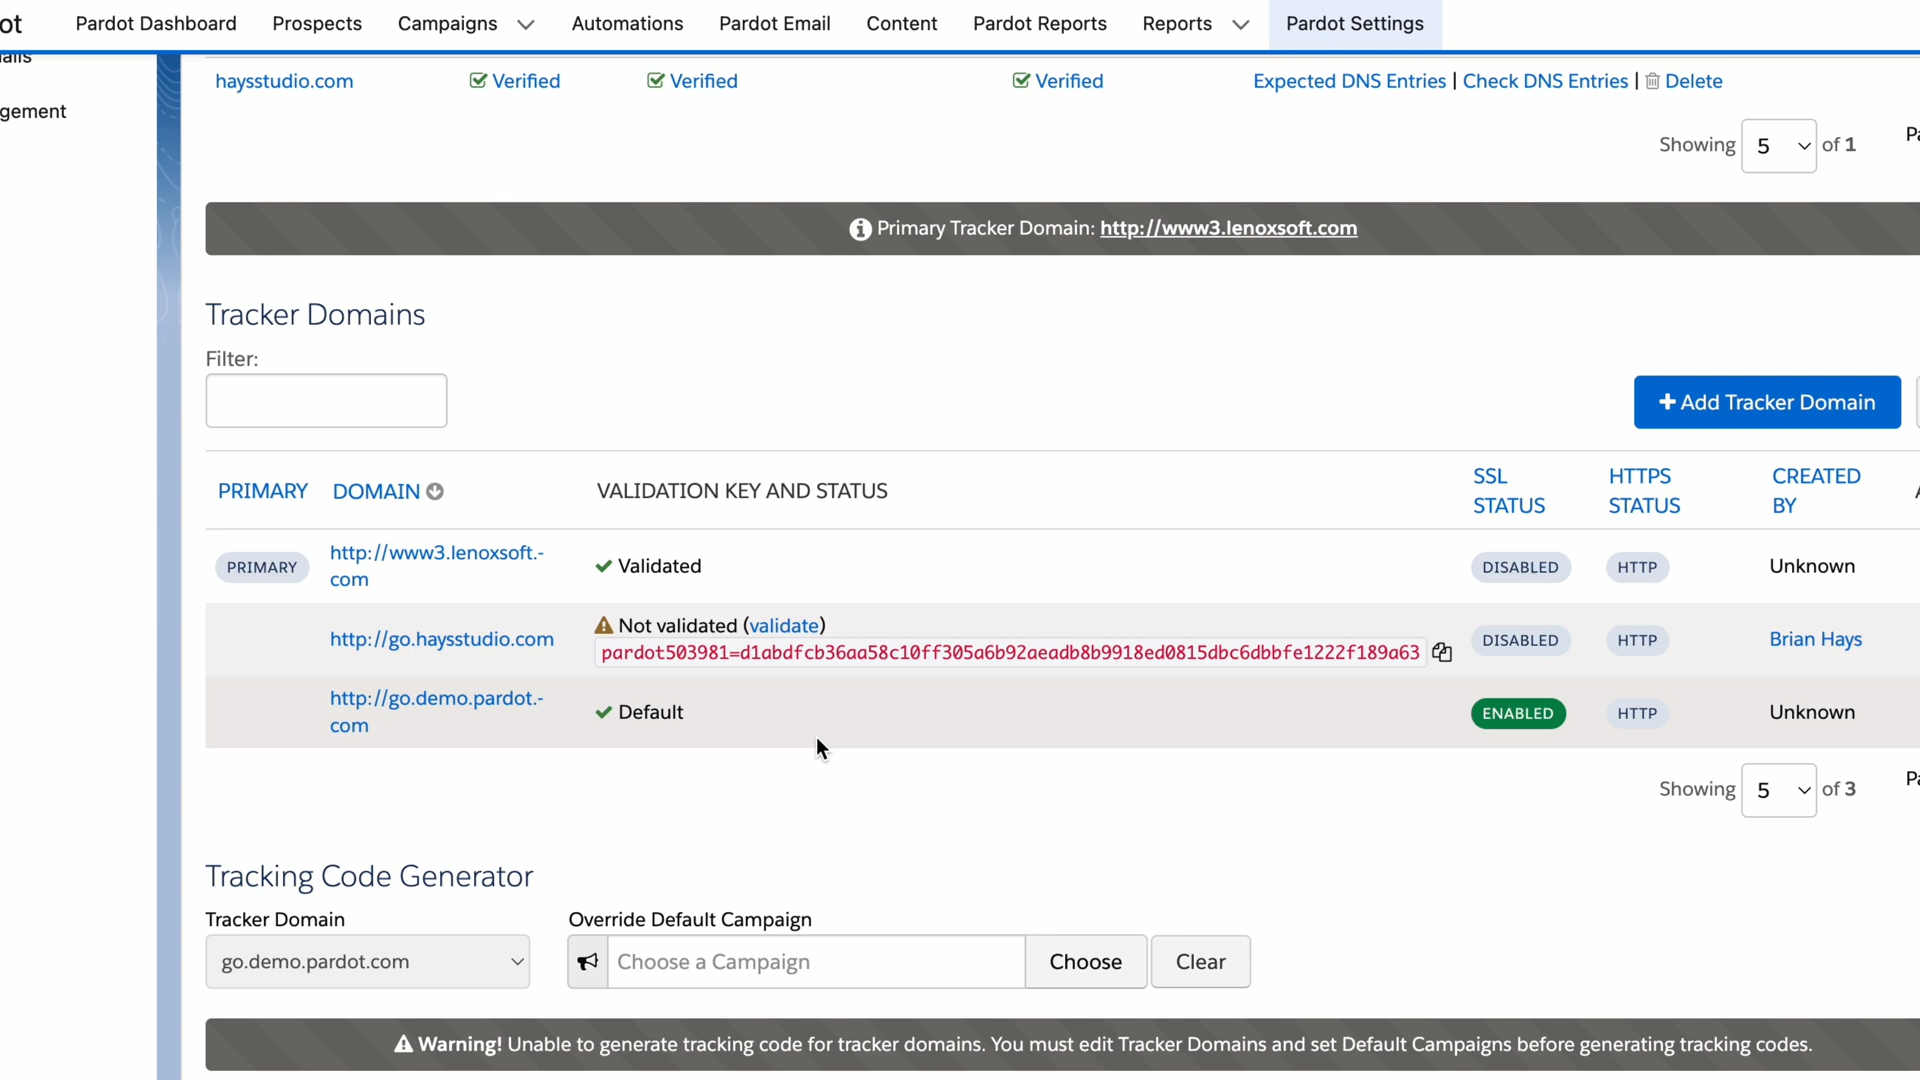 ot Pardot Dashboard Prospects Campaigns Automations Pardot Email Content Pardot Reports Reports Pardot Settings
gement
haysstudio.com Verified Verified Verified Expected DNS Entries | Check DNS Entries | Delete
Showing 5 of 1
Primary Tracker Domain: http://www3.lenoxsoft.com
Tracker Domains
Filter:
+ Add Tracker Domain
PRIMARY DOMAIN VALIDATION KEY AND STATUS SSL STATUS HTTPS STATUS CREATED BY
PRIMARY http://www3.lenoxsoft.- Validated DISABLED HTTP Unknown
com
http://go.haysstudio.com Not validated (validate) DISABLED HTTP Brian Hays
pardot503981=d1abdfcb36aa58c10ff305a6b92aeadb8b9918ed0815dbc6dbbfe1222f189a63
http://go.demo.pardot.- Default ENABLED HTTP Unknown
com
Showing 5 of 3
Tracking Code Generator
Tracker Domain Override Default Campaign
go.demo.pardot.com Choose a Campaign Choose Clear
Warning! Unable to generate tracking code for tracker domains. You must edit Tracker Domains and set Default Campaigns before generating tracking codes.